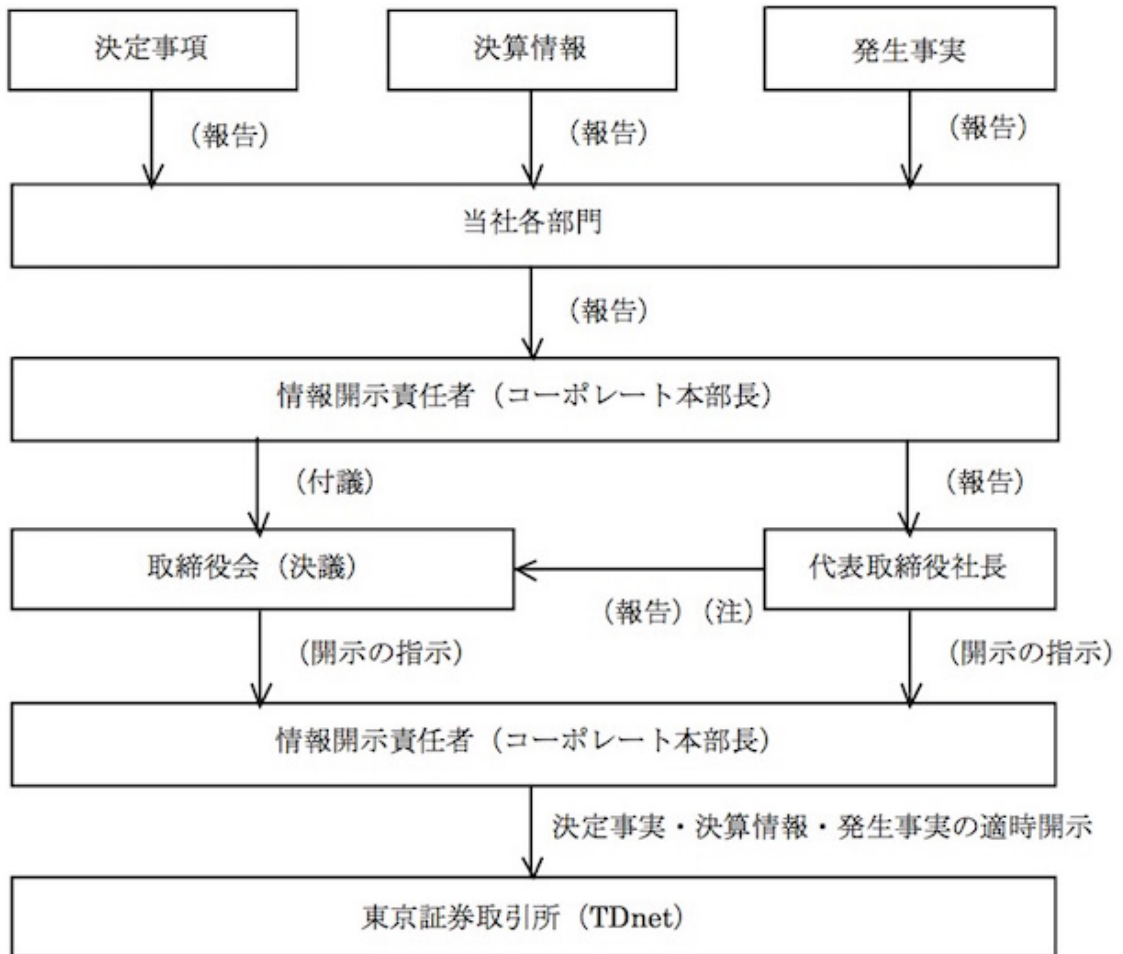 決定事項
決算情報
発生事実
（報告）
（報告）
（報告）
当社各部門
（報告）
情報開示責任者（コーポレート本部長）
（付議）
（報告）
取締役会（決議）
代表取締役社長
（報告）（注）
（開示の指示）
（開示の指示）
情報開示責任者（コーポレート本部長）
決定事実・決算情報・発生事実の適時開示
東京証券取引所（TDnet）